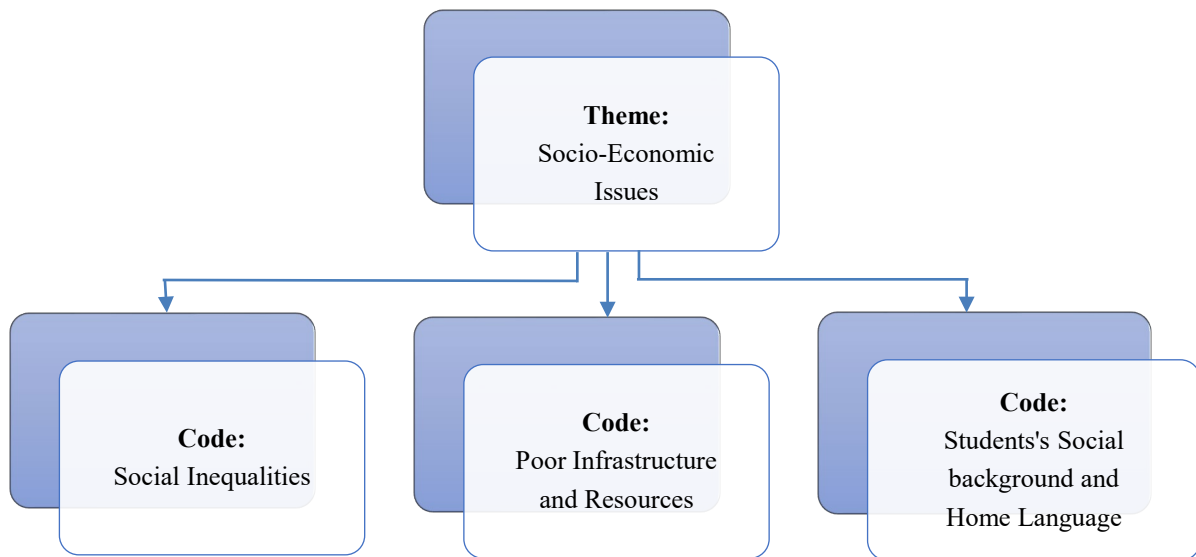 Theme:
Socio-Economic
Issues
Code:
Social Inequalities
Code:
Poor Infrastructure
and Resources
Code:
Students's Social
background and
Home Language